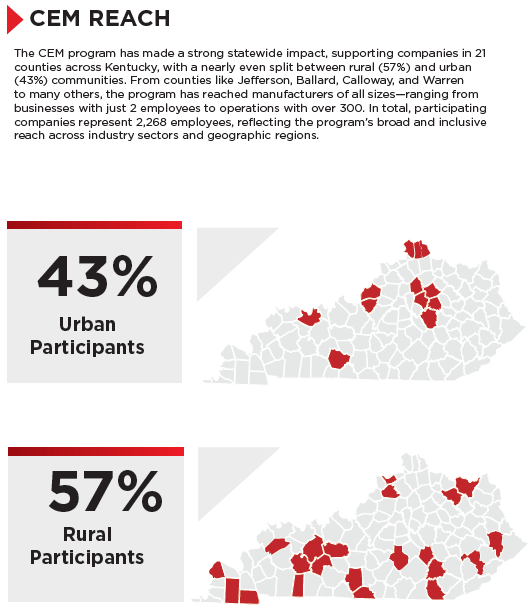 CEM REACH
The CEM program has made a strong statewide impact, supporting companies in 21
counties across Kentucky, with a nearly even split between rural (57%) and urban
(43%) communities. From counties like Jefferson, Ballard, Calloway, and Warren
to many others, the program has reached manufacturers of all sizes—ranging from
businesses with just 2 employees to operations with over 300. In total, participating
companies represent 2,268 employees, reflecting the program's broad and inclusive
reach across industry sectors and geographic regions.
43%
Urban
Participants
57%
Rural
Participants